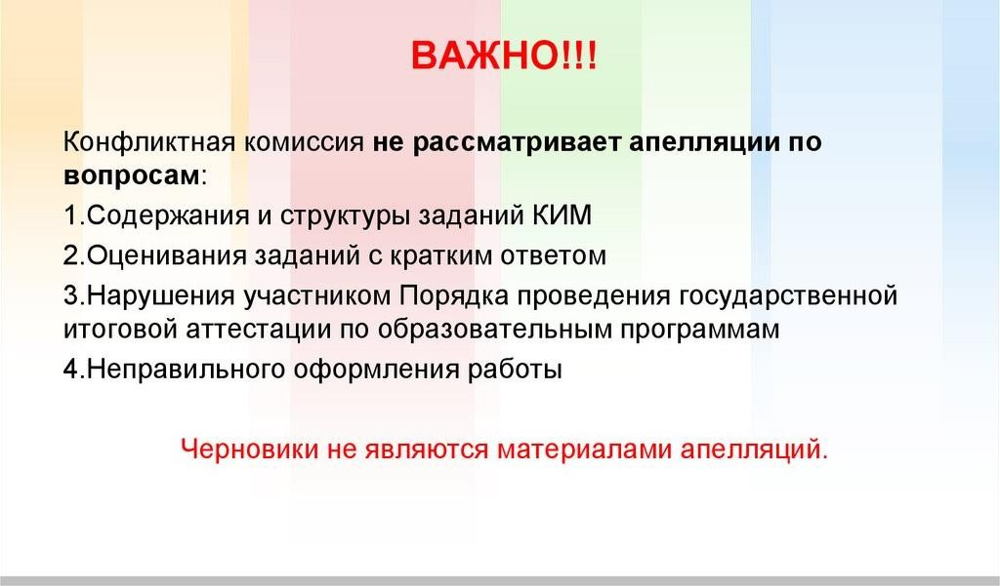 ВАЖНО!!!
Конфликтная комиссия не рассматривает апелляции по
вопросам:
1.Содержания и структуры заданий КИМ
2.Оценивания заданий с кратким ответом
3.Нарушения участником Порядка проведения государственной
итоговой аттестации по образовательным программам
4.Неправильного оформления работы
Черновики не являются материалами апелляций.